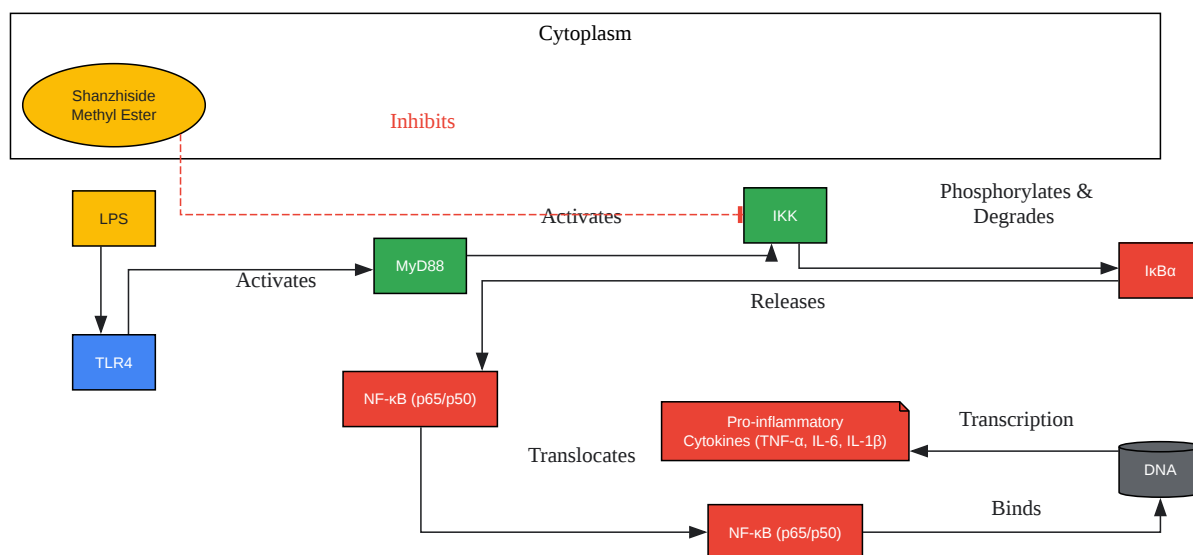 Cytoplasm
Shanzhiside
Methyl Ester
Inhibits
LPS
Activates
IKK
Phosphorylates &
Degrades
MyD88
Activates
IκBα
Releases
TLR4
NF-κB (p65/p50)
Pro-inflammatory
Cytokines (TNF-α, IL-6, IL-1β)
Transcription
Translocates
DNA
Binds
NF-κB (p65/p50)